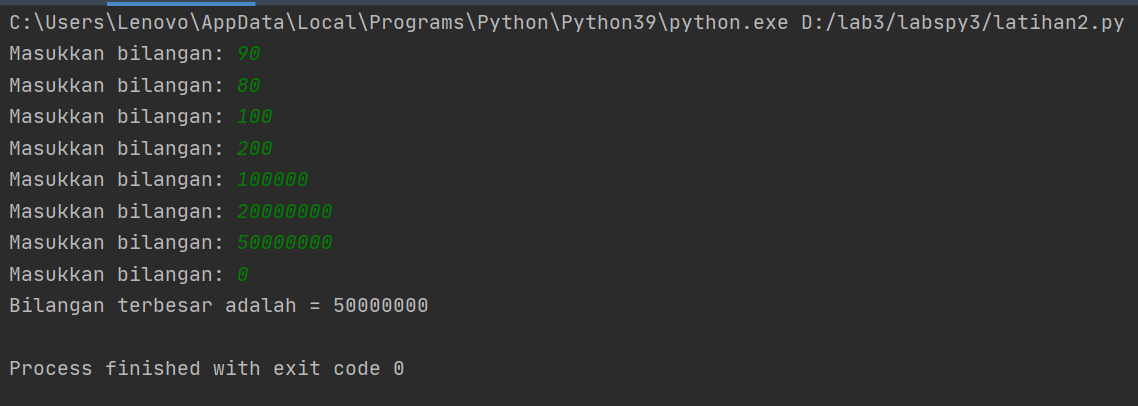 C:\Users\Lenovo\AppData\Local\Programs\Python\Python39\python.exe D:/lab3/labspy3/latihan2.py
Masukkan bilangan: 90
Masukkan bilangan: 80
Masukkan bilangan: 100
Masukkan bilangan: 200
Masukkan bilangan: 100000
Masukkan bilangan: 20000000
Masukkan bilangan: 50000000
Masukkan bilangan: 0
Bilangan terbesar adalah = 50000000
Process finished with exit code 0